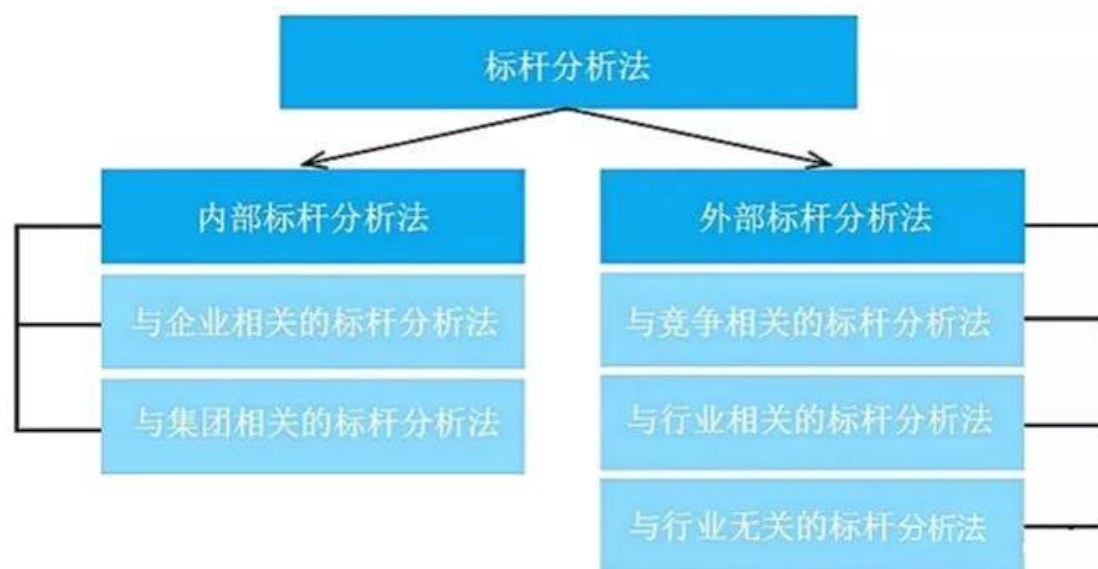 标杆分析法
内部标杆分析法
与企业相关的标杆分析法
与集团相关的标杆分析法
外部标杆分析法
与竞争相关的标杆分析法
与行业相关的标杆分析法
与行业无关的标杆分析法